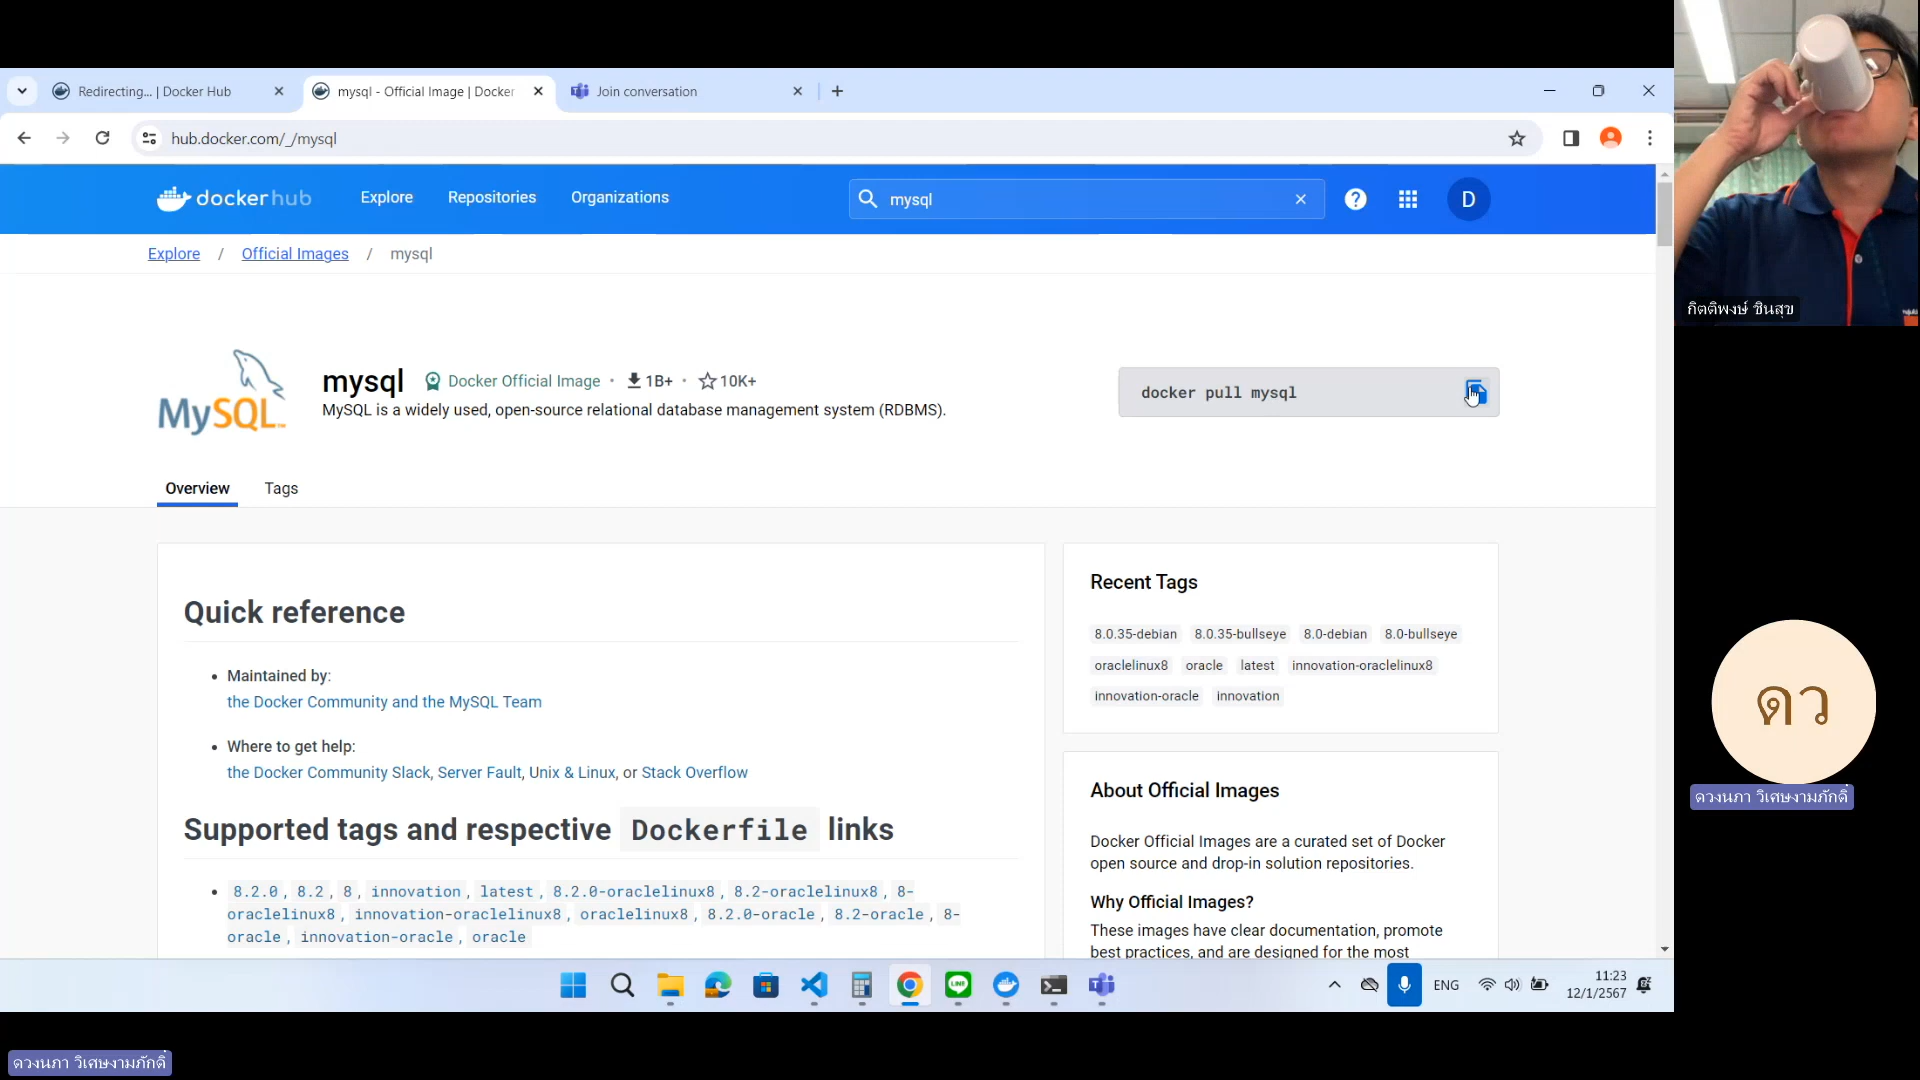 Redirecting... | Docker Hub
mysql - Official Image | Docker
Join conversation
hub.docker.com/_/mysql
dockerhub
Explore
Repositories
Organizations
mysql
D
Explore / Official Images / mysql
MySQL
mysql
Docker Official Image · 1B+ · 10K+
MySQL is a widely used, open-source relational database management system (RDBMS).
docker pull mysql
Overview
Tags
Quick reference
Maintained by:
the Docker Community and the MySQL Team
Where to get help:
the Docker Community Slack, Server Fault, Unix & Linux, or Stack Overflow
Supported tags and respective Dockerfile links
8.2.0, 8.2, 8, innovation, latest, 8.2.0-oraclelinux8, 8.2-oraclelinux8, 8-
oraclelinux8, innovation-oraclelinux8, oraclelinux8, 8.2.0-oracle, 8.2-oracle, 8-
oracle, innovation-oracle, oracle
Recent Tags
8.0.35-debian 8.0.35-bullseye 8.0-debian 8.0-bullseye
oraclelinux8 oracle latest innovation-oraclelinux8
innovation-oracle innovation
About Official Images
Docker Official Images are a curated set of Docker
open source and drop-in solution repositories.
Why Official Images?
These images have clear documentation, promote
best practices, and are designed for the most
ENG
11:23
12/1/2567
กิตติพงษ์ ชินสุข
ดว
ดวงนภา วิเศษงามภักดิ์
ดวงนภา วิเศษงามภักดิ์